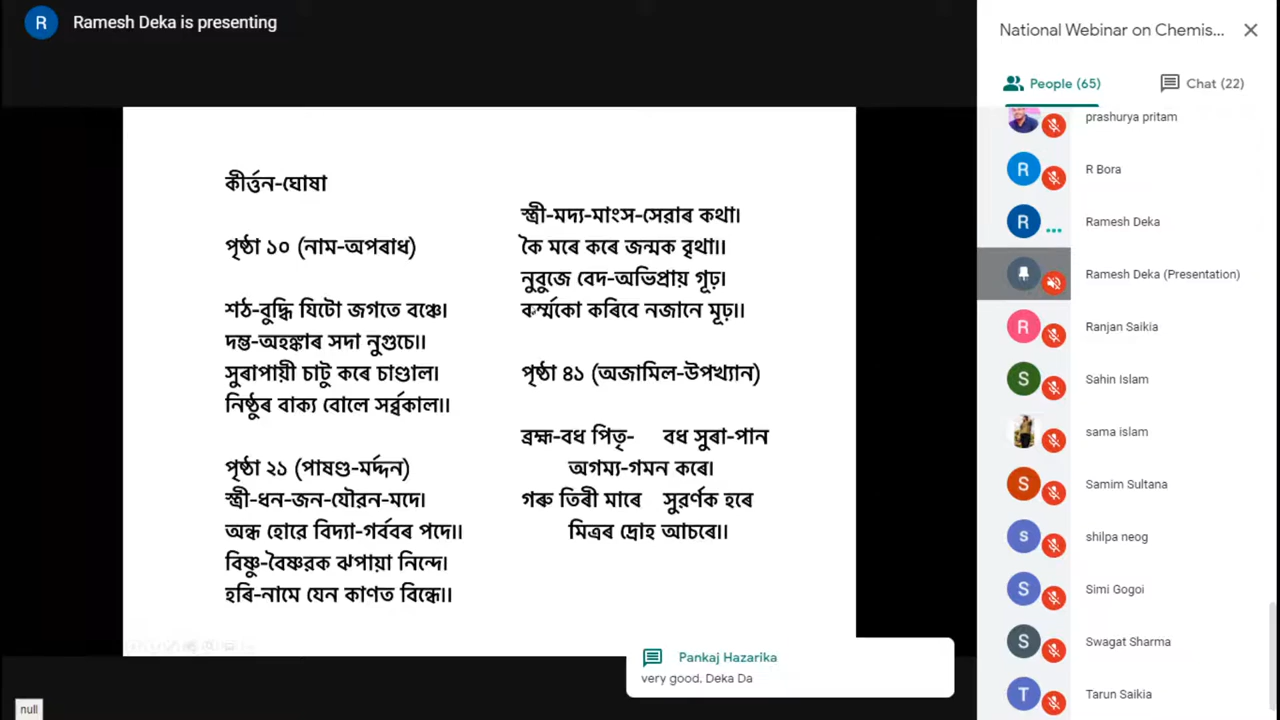 R Ramesh Deka is presenting
কীৰ্ত্তন-ঘোষা
পৃষ্ঠা ১০ (নাম-অপৰাধ)
শঠ-বুদ্ধি যিটো জগতে বঞ্চে।
দম্ভ-অহঙ্কাৰ সদা নুগুচে॥
সুৰাপায়ী চাটু কৰে চাণ্ডাল।
নিষ্ঠুৰ বাক্য বোলে সৰ্ব্বকাল॥
পৃষ্ঠা ২১ (পাষণ্ড-মৰ্দ্দন)
স্ত্ৰী-ধন-জন-যৌৱন-মদে।
অন্ধ হোৱে বিদ্যা-গৰ্ববৰ পদে॥
বিষ্ণু-বৈষ্ণৱক ঝপায়া নিন্দে।
হৰি-নামে যেন কাণত বিন্ধে॥
স্ত্ৰী-মদ্য-মাংস-সেৱাৰ কথা।
কৈ মৰে কৰে জন্মক বৃথা॥
নুবুজে বেদ-অভিপ্ৰায় গূঢ়।
কৰ্ম্মকো কৰিবে নজানে মূঢ়॥
পৃষ্ঠা ৪১ (অজামিল-উপখ্যান)
ব্ৰহ্ম-বধ পিতৃ- বধ সুৰা-পান
অগম্য-গমন কৰে।
গৰু তিৰী মাৰে সুৱৰ্ণক হৰে
মিত্ৰৰ দ্ৰোহ আচৰে॥
Pankaj Hazarika
very good, Deka Da
null
National Webinar on Chemis...
People (65) Chat (22)
prashurya pritam
R R Bora
R Ramesh Deka
Ramesh Deka (Presentation)
R Ranjan Saikia
S Sahin Islam
sama islam
S Samim Sultana
s shilpa neog
S Simi Gogoi
S Swagat Sharma
T Tarun Saikia